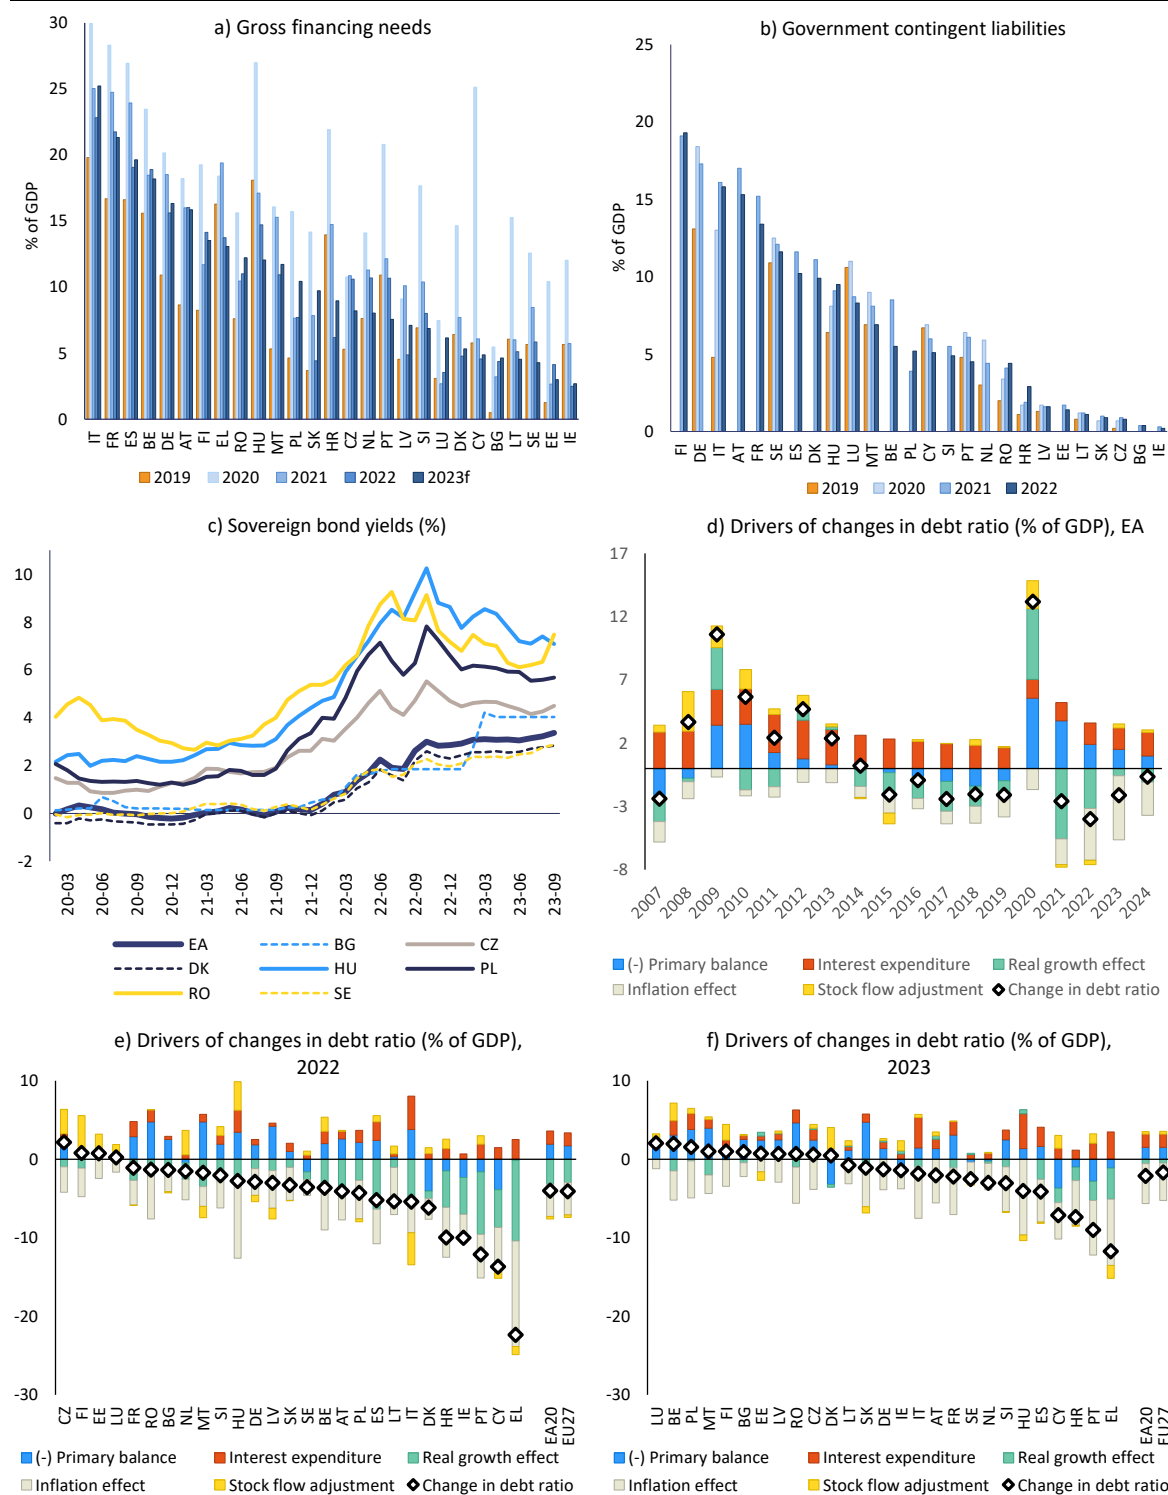 a) Gross financing needs
30
25
20
15
10
5
0
% of GDP
IT FR ES BE DE AT FI EL RO HU MT PL SK HR CZ NL PT LV SI LU DK CY BG LT SE EE IE
2019 2020 2021 2022 2023f
b) Government contingent liabilities
25
20
15
10
5
0
% of GDP
FI DE IT AT FR SE ES DK HU LU MT BE PL CY SI PT NL RO HR LV EE LT SK CZ BG IE
2019 2020 2021 2022
c) Sovereign bond yields (%)
10
8
6
4
2
0
-2
20-03 20-06 20-09 20-12 21-03 21-06 21-09 21-12 22-03 22-06 22-09 22-12 23-03 23-06 23-09
EA BG CZ
DK HU PL
RO SE
d) Drivers of changes in debt ratio (% of GDP), EA
17
12
7
2
-3
-8
2007 2008 2009 2010 2011 2012 2013 2014 2015 2016 2017 2018 2019 2020 2021 2022 2023 2024
(-) Primary balance Interest expenditure Real growth effect
Inflation effect Stock flow adjustment Change in debt ratio
e) Drivers of changes in debt ratio (% of GDP),
2022
10
0
-10
-20
-30
CZ FI EE LU FR RO BG NL MT SI HU DE LV SK SE BE AT PL ES LT IT DK HR IE PT CY EL EA20 EU27
(-) Primary balance Interest expenditure Real growth effect
Inflation effect Stock flow adjustment Change in debt ratio
f) Drivers of changes in debt ratio (% of GDP),
2023
10
0
-10
-20
-30
LU BE PL MT FI BG EE LV RO CZ DK LT SK DE IE IT AT FR SE NL SI HU ES CY HR PT EL EA20 EU27
(-) Primary balance Interest expenditure Real growth effect
Inflation effect Stock flow adjustment Change in debt ratio